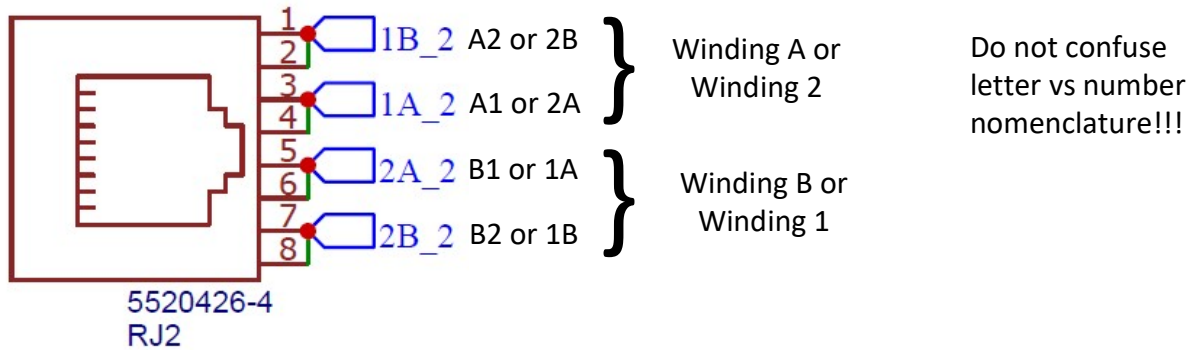 1
2
1B_2 A2 or 2B
3
4
1A_2 A1 or 2A
5
6
2A_2 B1 or 1A
7
8
2B_2 B2 or 1B
5520426-4
RJ2
Winding A or
Winding 2
Winding B or
Winding 1
Do not confuse
letter vs number
nomenclature!!!